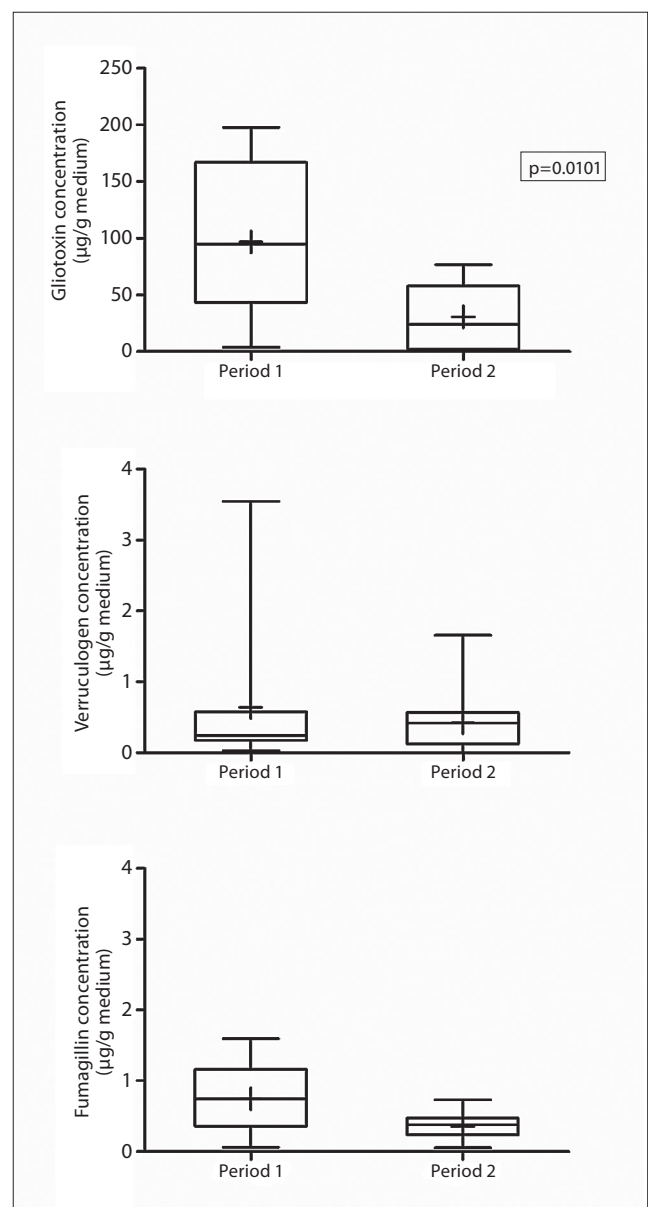 Gliotoxin concentration
(µg/g medium)
250
200
150
100
50
0
p=0.0101
Period 1
Period 2
Verruculogen concentration
(µg/g medium)
4
3
2
1
0
Period 1
Period 2
Fumagillin concentration
(µg/g medium)
4
3
2
1
0
Period 1
Period 2